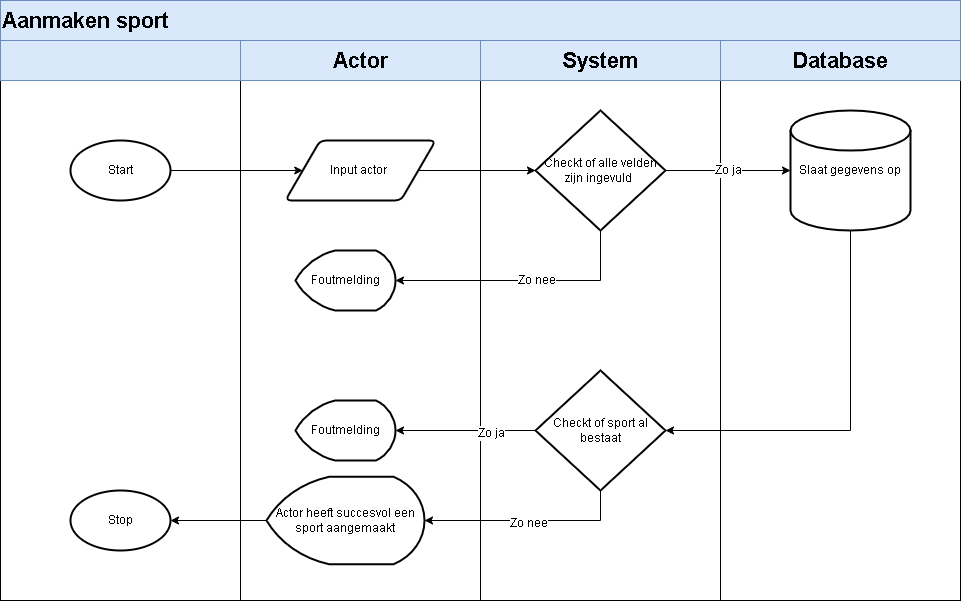 Aanmaken sport
Actor
System
Database
Start
Input actor
Checkt of alle velden
zijn ingevuld
Zo ja
Slaat gegevens op
Foutmelding
Zo nee
Foutmelding
Zo ja
Checkt of sport al
bestaat
Stop
Actor heeft succesvol een
sport aangemaakt
Zo nee